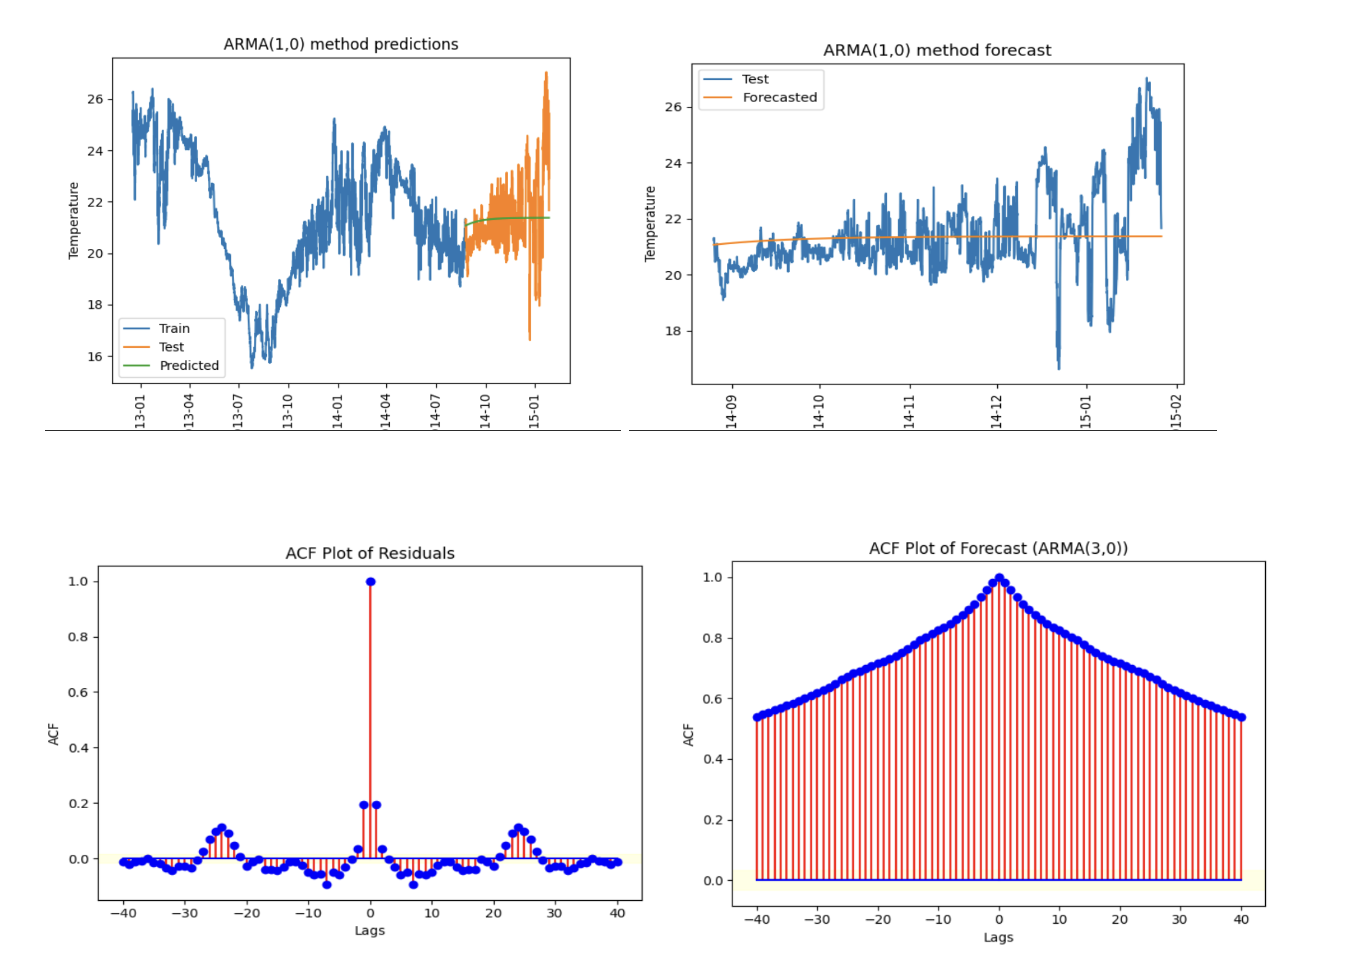 ARMA(1,0) method predictions
26
24
22
20
18
16
Temperature
Train
Test
Predicted
13-01
13-04
13-07
13-10
14-01
14-04
14-07
14-10
15-01
ARMA(1,0) method forecast
Test
Forecasted
26
24
22
20
18
Temperature
14-09
14-10
14-11
14-12
15-01
15-02
ACF Plot of Residuals
1.0
0.8
0.6
0.4
0.2
0.0
ACF
−40 −30 −20 −10 0 10 20 30 40
Lags
ACF Plot of Forecast (ARMA(3,0))
1.0
0.8
0.6
0.4
0.2
0.0
ACF
−40 −30 −20 −10 0 10 20 30 40
Lags